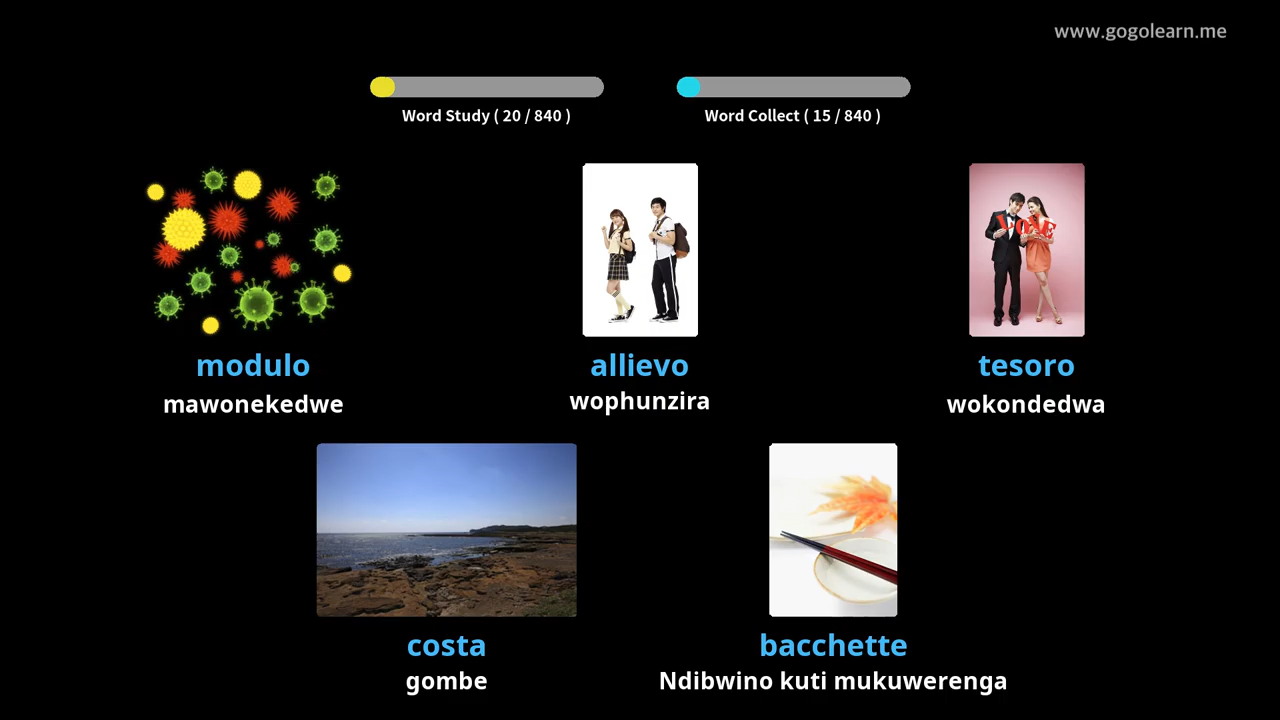 www.gogolearn.me
Word Study ( 20 / 840 )
Word Collect ( 15 / 840 )
LOVE
modulo
mawonekedwe
allievo
wophunzira
tesoro
wokondedwa
costa
gombe
bacchette
Ndibwino kuti mukuwerenga